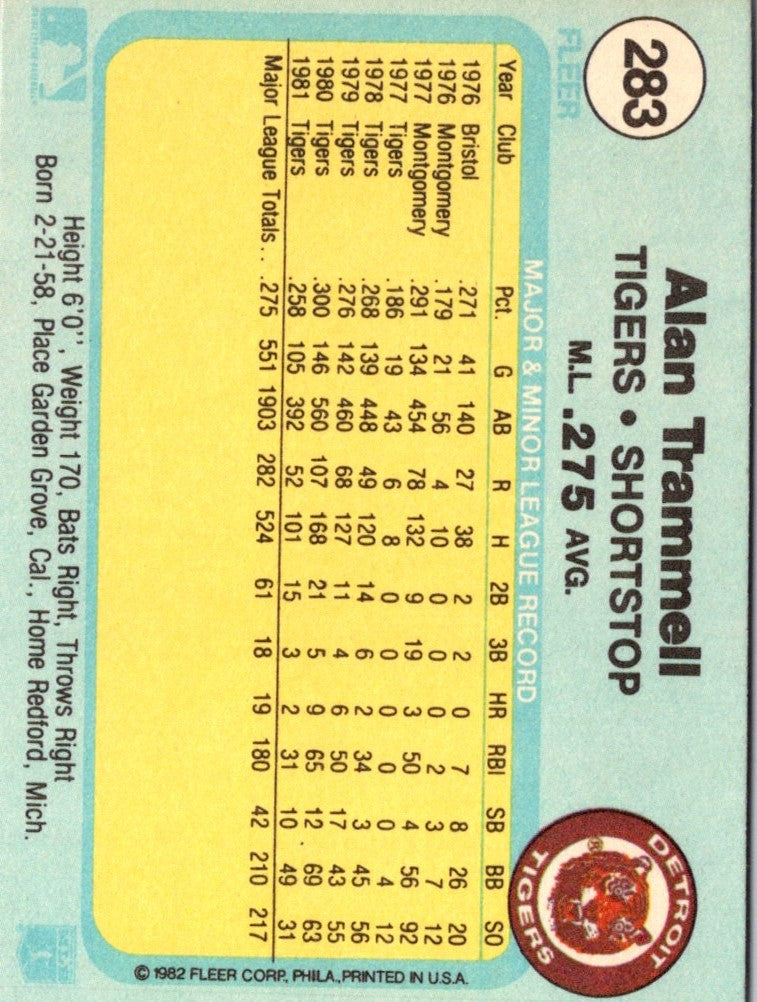 283
FLEER
Alan Trammell
TIGERS • SHORTSTOP
M.L. .275 AVG.
DETROIT
TIGERS
®
MAJOR & MINOR LEAGUE RECORD
Year Club Pct. G AB R H 2B 3B HR RBI SB BB SO
1976 Bristol .271 41 140 27 38 2 2 0 7 8 26 20
1976 Montgomery .179 21 56 4 10 0 0 0 2 3 7 12
1977 Montgomery .291 134 454 78 132 9 19 3 50 4 56 92
1977 Tigers .186 19 43 6 8 0 0 0 0 0 4 12
1978 Tigers .268 139 448 49 120 14 6 2 34 3 45 56
1979 Tigers .276 142 460 68 127 11 4 6 50 17 43 55
1980 Tigers .300 146 560 107 168 21 5 9 65 12 69 63
1981 Tigers .258 105 392 52 101 15 3 2 31 10 49 31
Major League Totals... .275 551 1903 282 524 61 18 19 180 42 210 217
Height 6'0'', Weight 170, Bats Right, Throws Right
Born 2-21-58, Place Garden Grove, Cal., Home Redford, Mich.
© 1982 FLEER CORP., PHILA., PRINTED IN U.S.A.